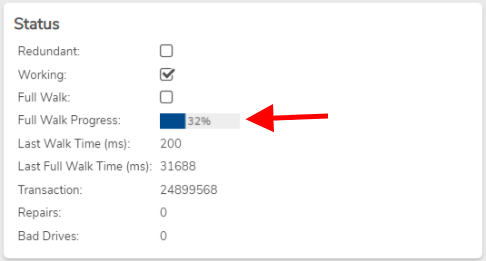 Status
Redundant:
Working:
Full Walk:
Full Walk Progress: 32%
Last Walk Time (ms): 200
Last Full Walk Time (ms): 31688
Transaction: 24899568
Repairs: 0
Bad Drives: 0